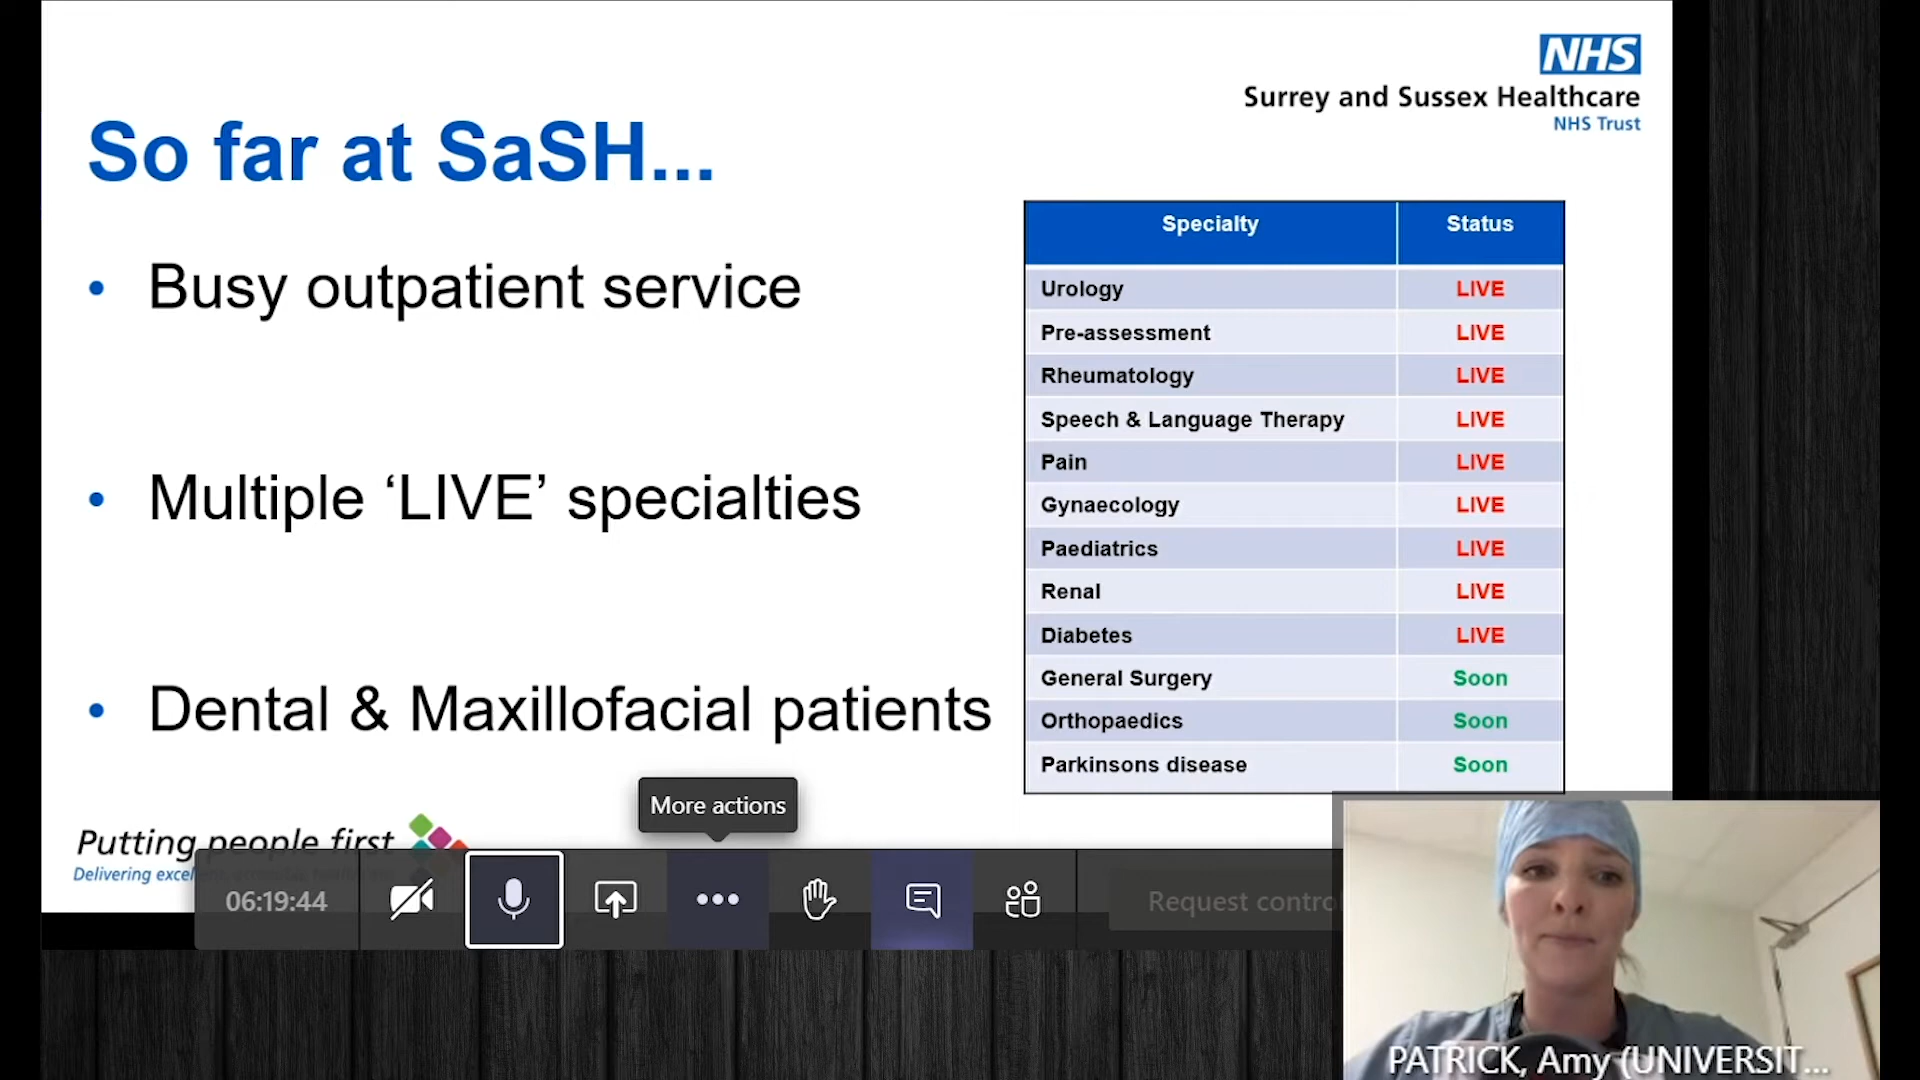 NHS
Surrey and Sussex Healthcare
NHS Trust
So far at SaSH...
• Busy outpatient service
• Multiple ‘LIVE’ specialties
• Dental & Maxillofacial patients
Specialty Status
Urology LIVE
Pre-assessment LIVE
Rheumatology LIVE
Speech & Language Therapy LIVE
Pain LIVE
Gynaecology LIVE
Paediatrics LIVE
Renal LIVE
Diabetes LIVE
General Surgery Soon
Orthopaedics Soon
Parkinsons disease Soon
More actions
Putting people first
Delivering
06:19:44
Request control
PATRICK, Amy (UNIVERSIT...